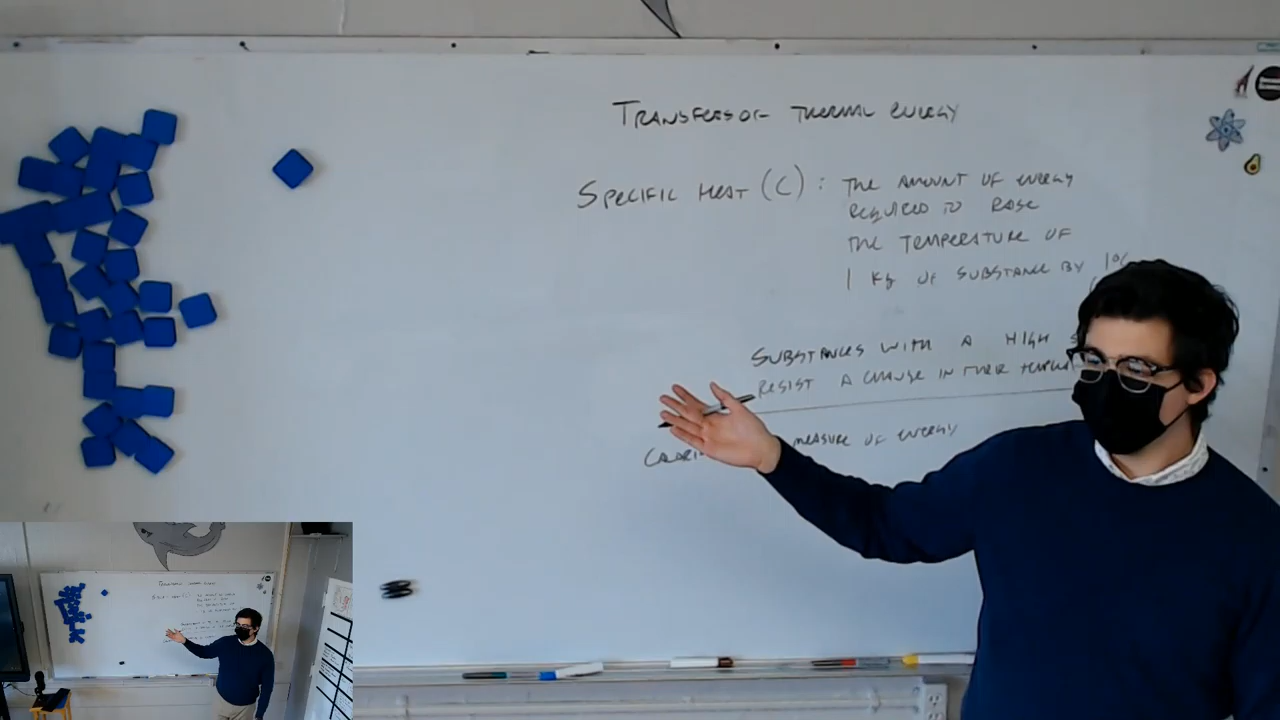 TRANSFERS OF THERMAL ENERGY
SPECIFIC HEAT (C) : THE AMOUNT OF ENERGY
REQUIRED TO RAISE
THE TEMPERATURE OF
1 Kg OF SUBSTANCE BY 1°C
SUBSTANCES WITH A HIGH
RESIST A CHANGE IN THEIR
MEASURE OF ENERGY